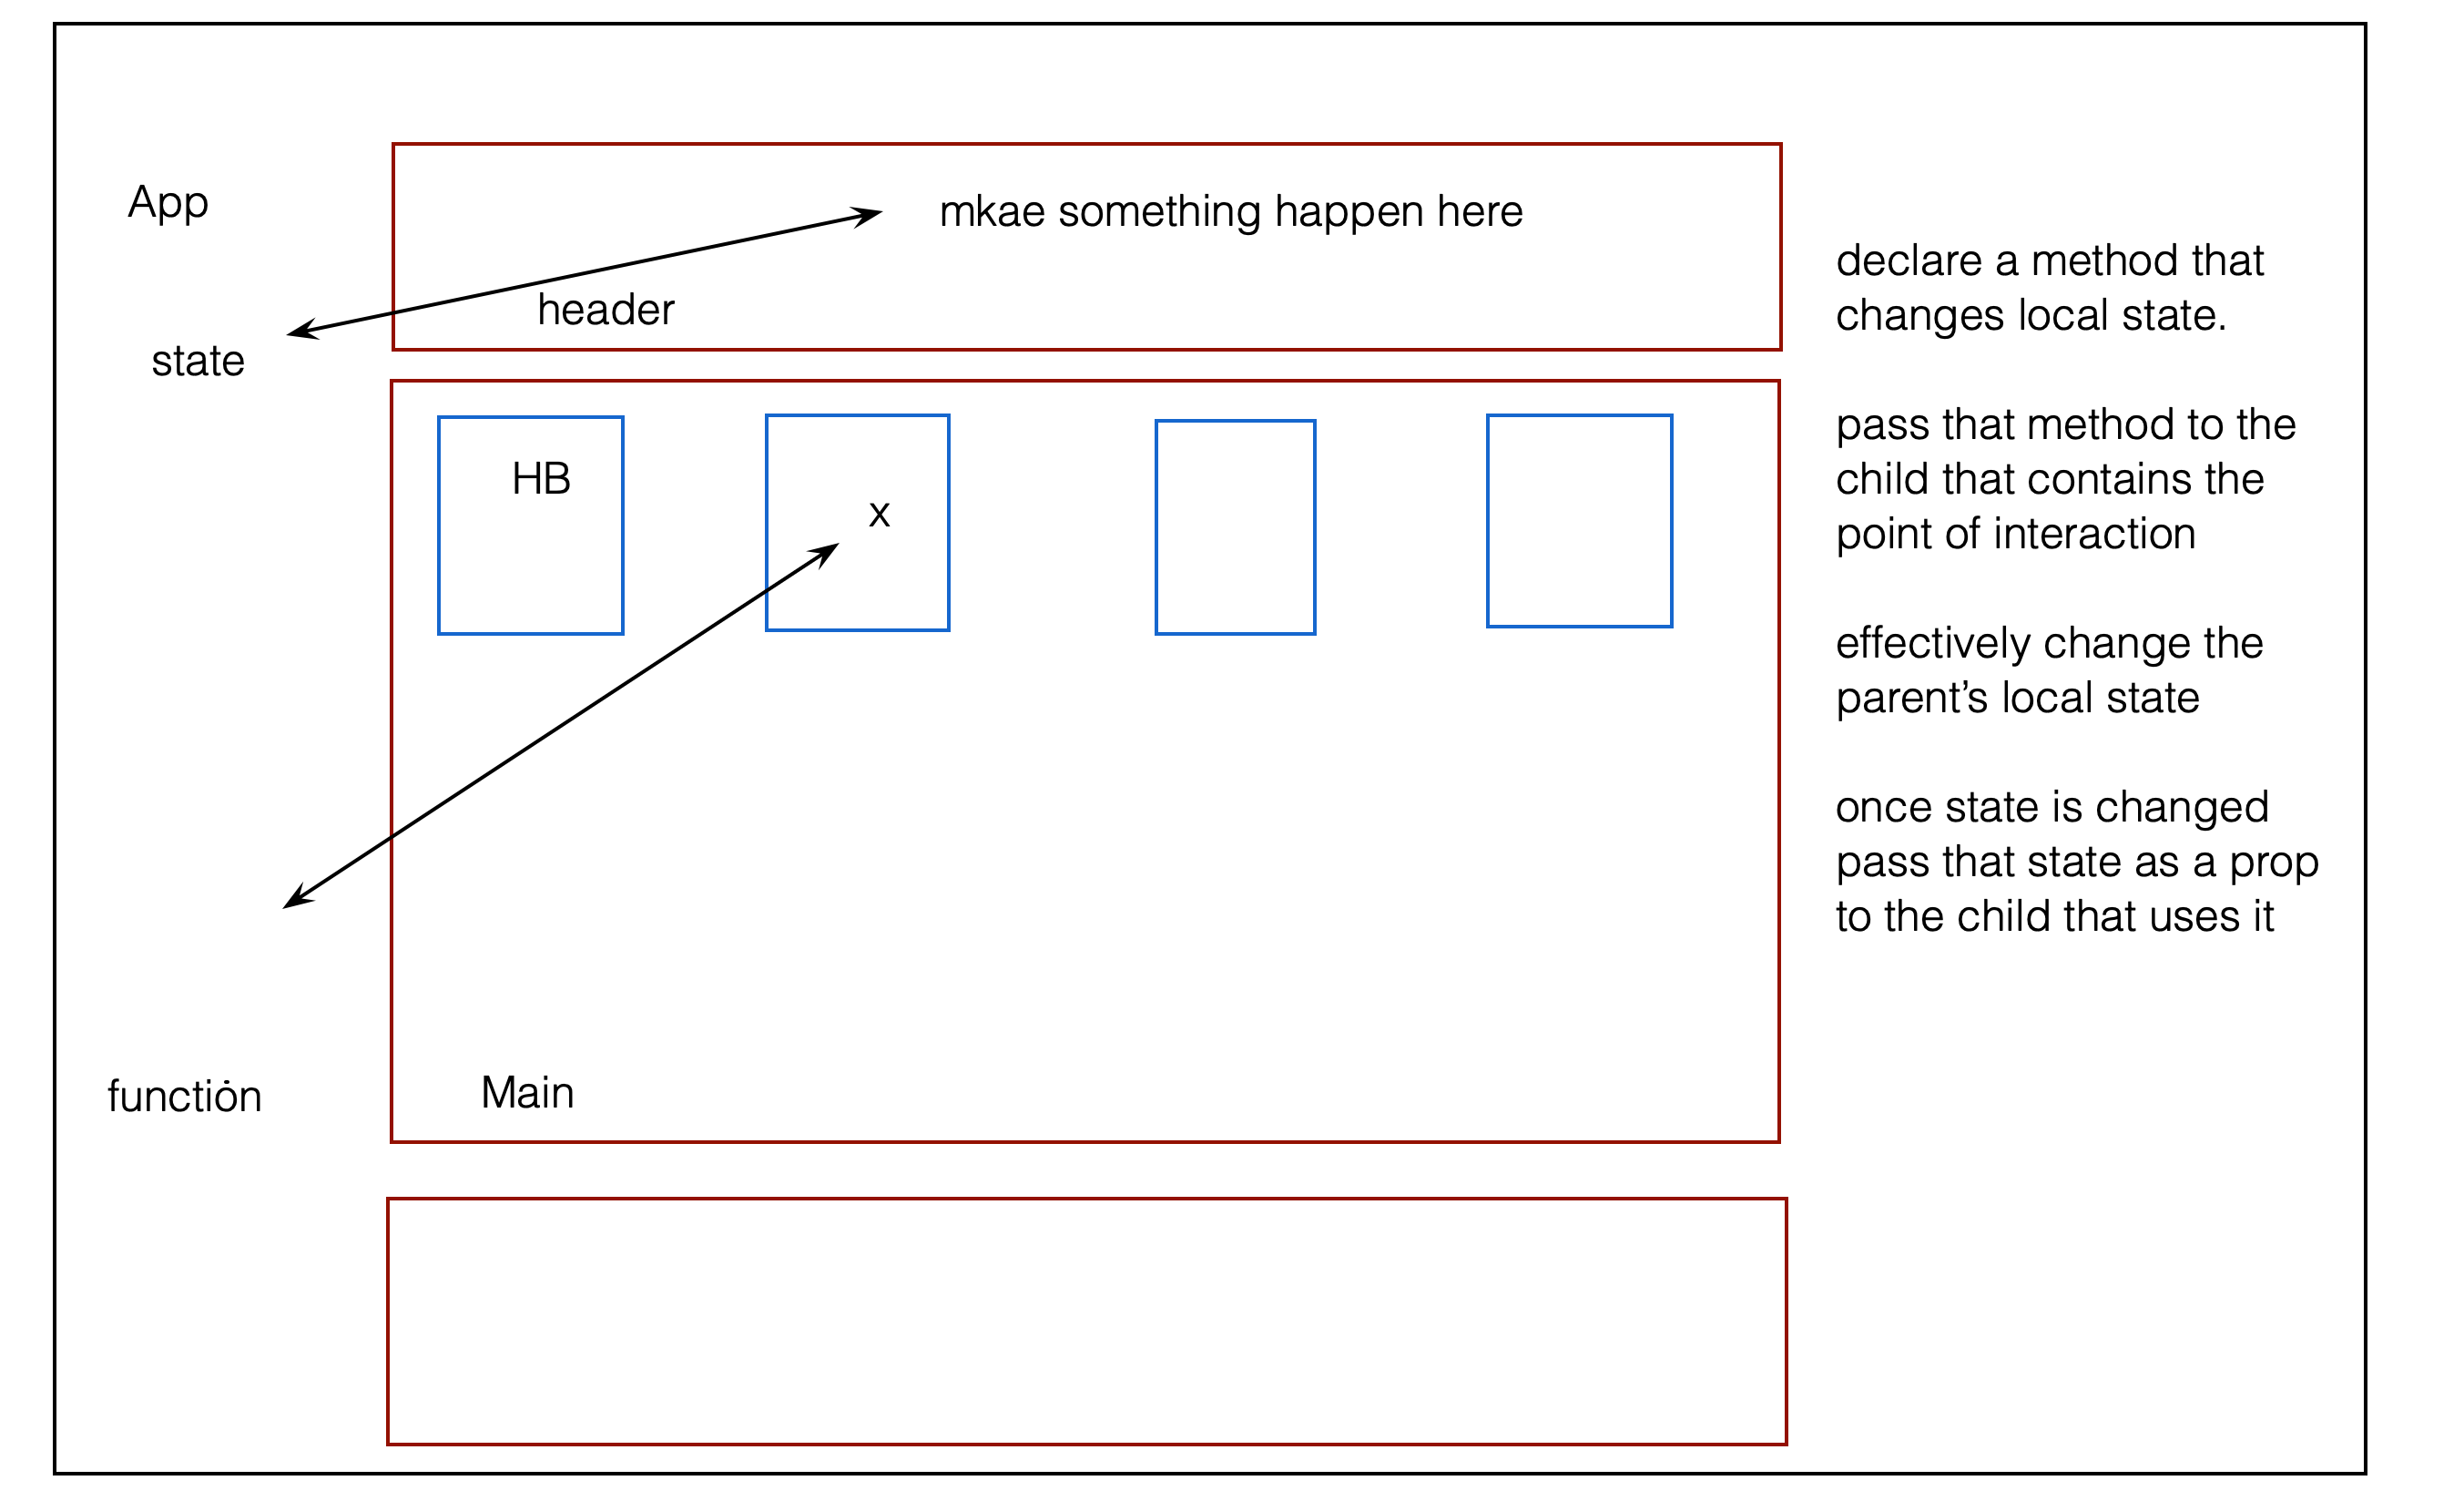 App
mkae something happen here
header
state
HB
x
function
Main
declare a method that
changes local state.
pass that method to the
child that contains the
point of interaction
effectively change the
parent’s local state
once state is changed
pass that state as a prop
to the child that uses it